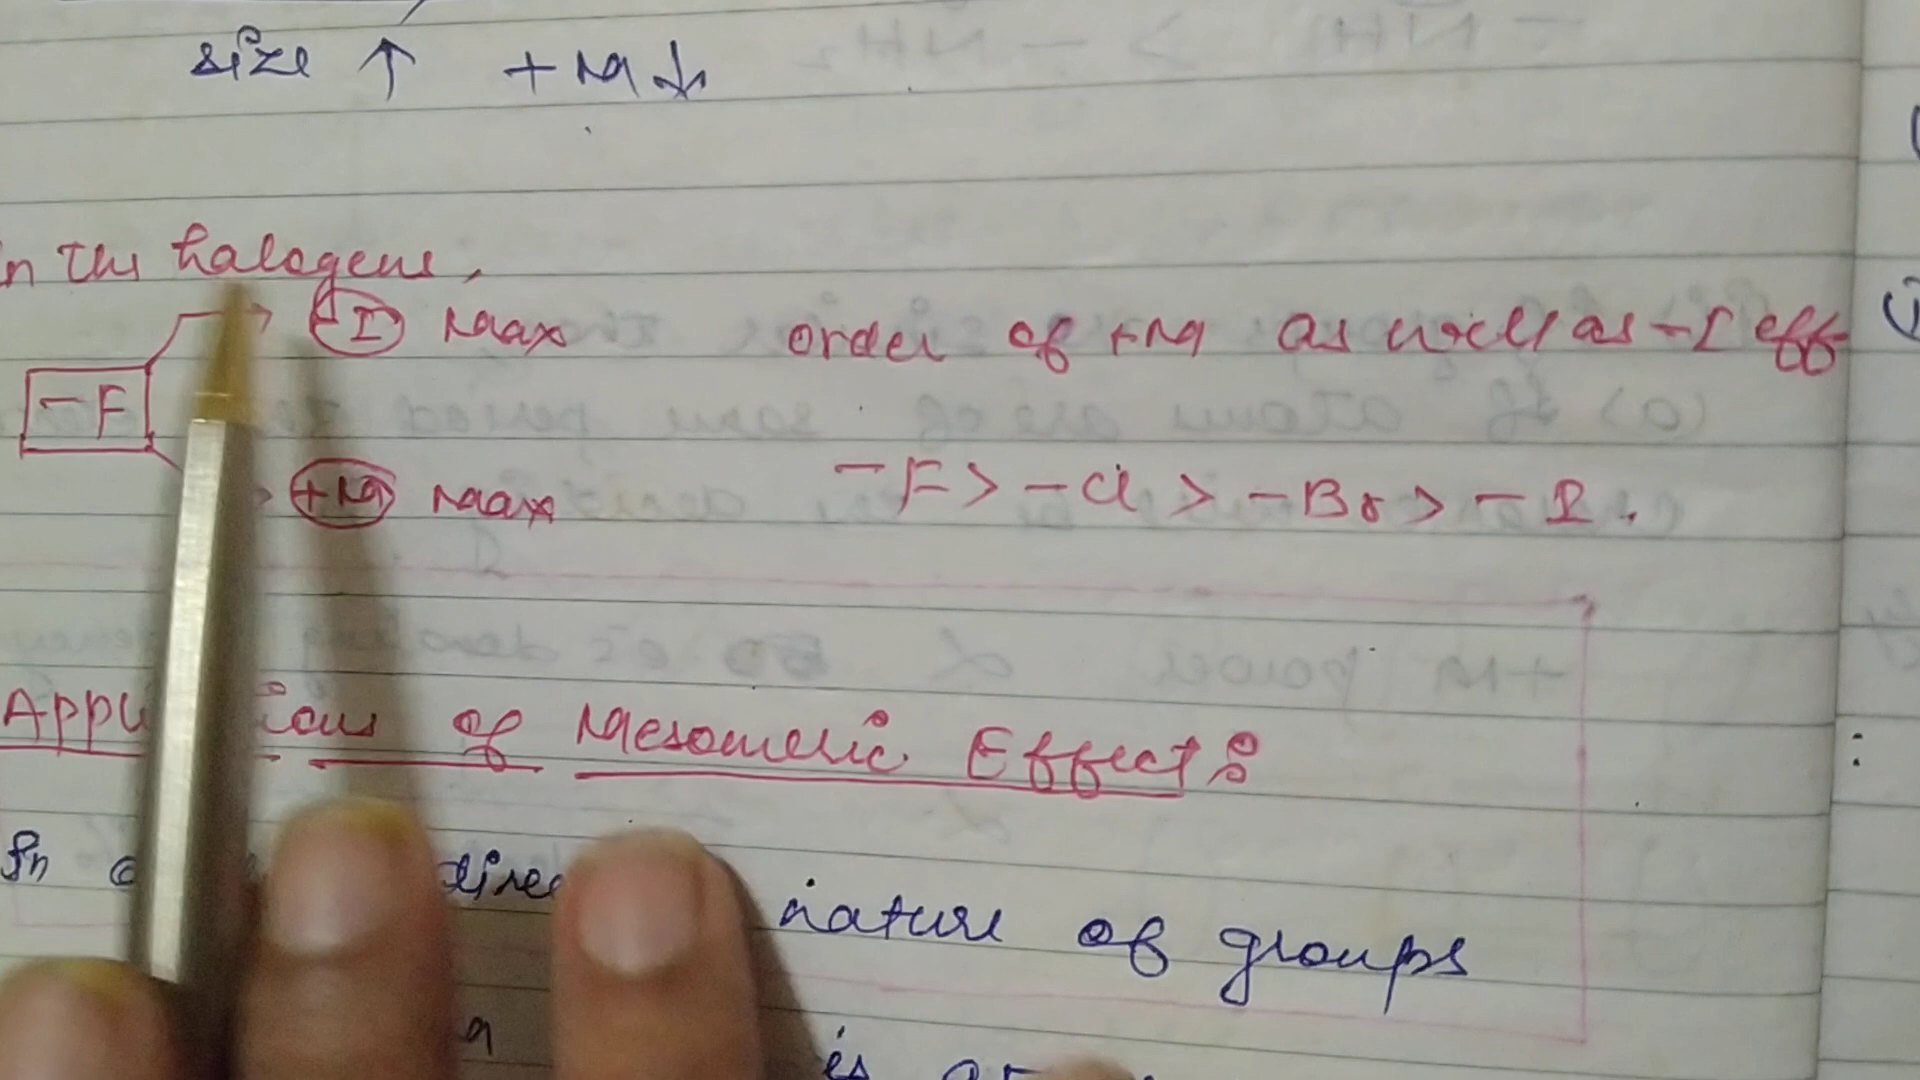 size ↑ +M ↓
in the halogens,
-I Max order of +M as well as -I eff
-F
+M Max -F > -Cl > -Br > -I.
of Mesomeric Effect:
In nature of groups
is